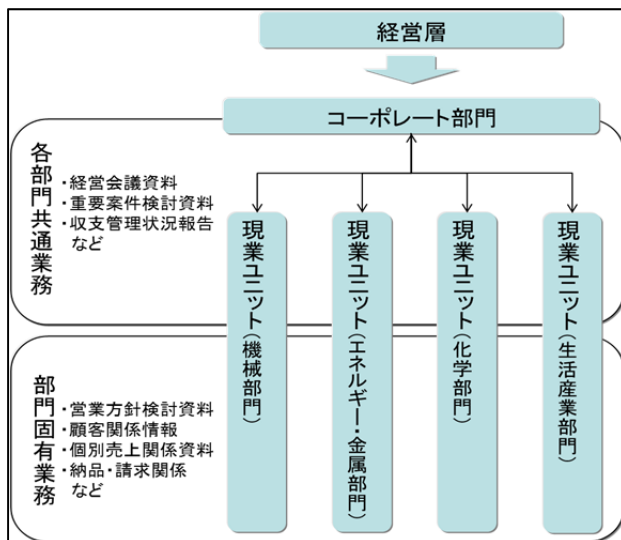 経営層
コーポレート部門
各部門共通業務
・経営会議資料
・重要案件検討資料
・収支管理状況報告
など
現業ユニット(機械部門)
現業ユニット(エネルギー・金属部門)
現業ユニット(化学部門)
現業ユニット(生活産業部門)
部門固有業務
・営業方針検討資料
・顧客関係情報
・個別売上関係資料
・納品・請求関係
など